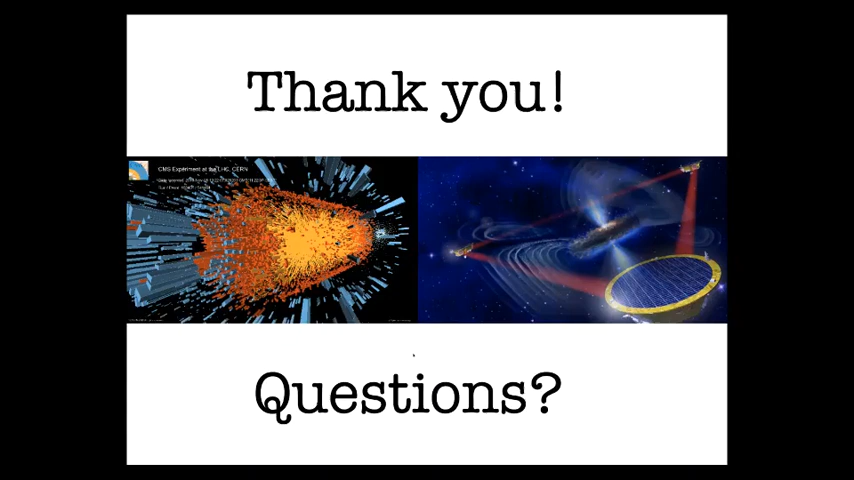 Thank you!
CMS Experiment at the LHC, CERN
Questions?